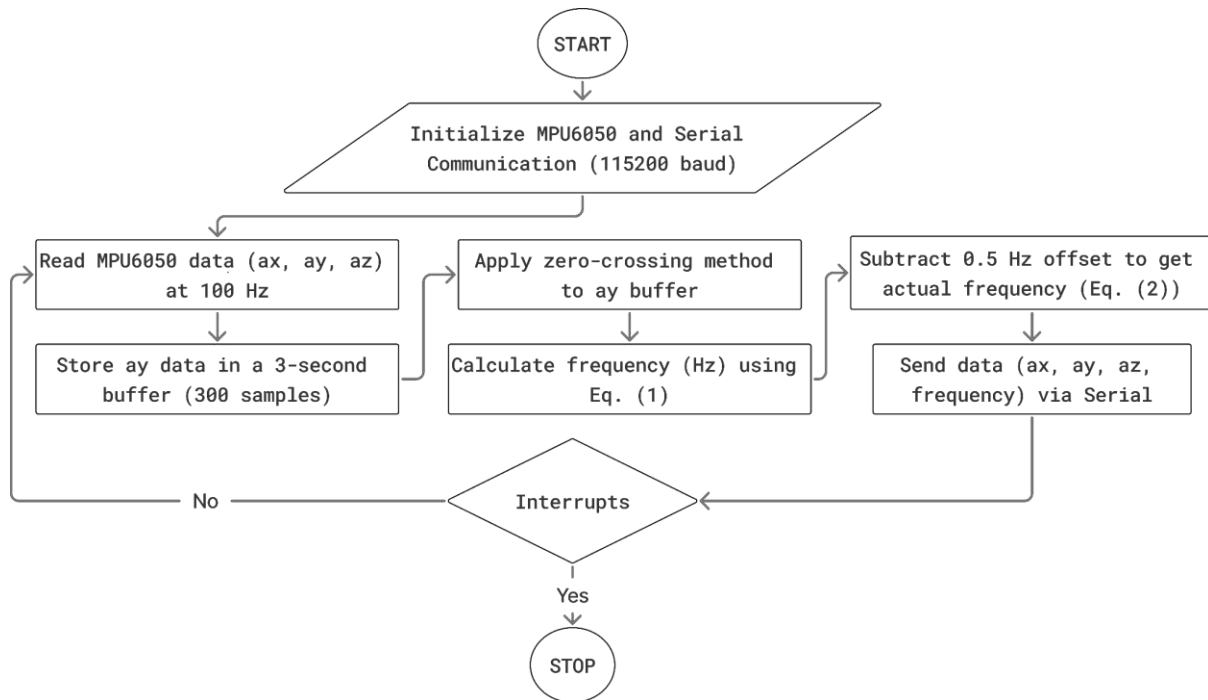 START
Initialize MPU6050 and Serial
Communication (115200 baud)
Read MPU6050 data (ax, ay, az)
at 100 Hz
Store ay data in a 3-second
buffer (300 samples)
Apply zero-crossing method
to ay buffer
Calculate frequency (Hz) using
Eq. (1)
Subtract 0.5 Hz offset to get
actual frequency (Eq. (2))
Send data (ax, ay, az,
frequency) via Serial
Interrupts
No
Yes
STOP